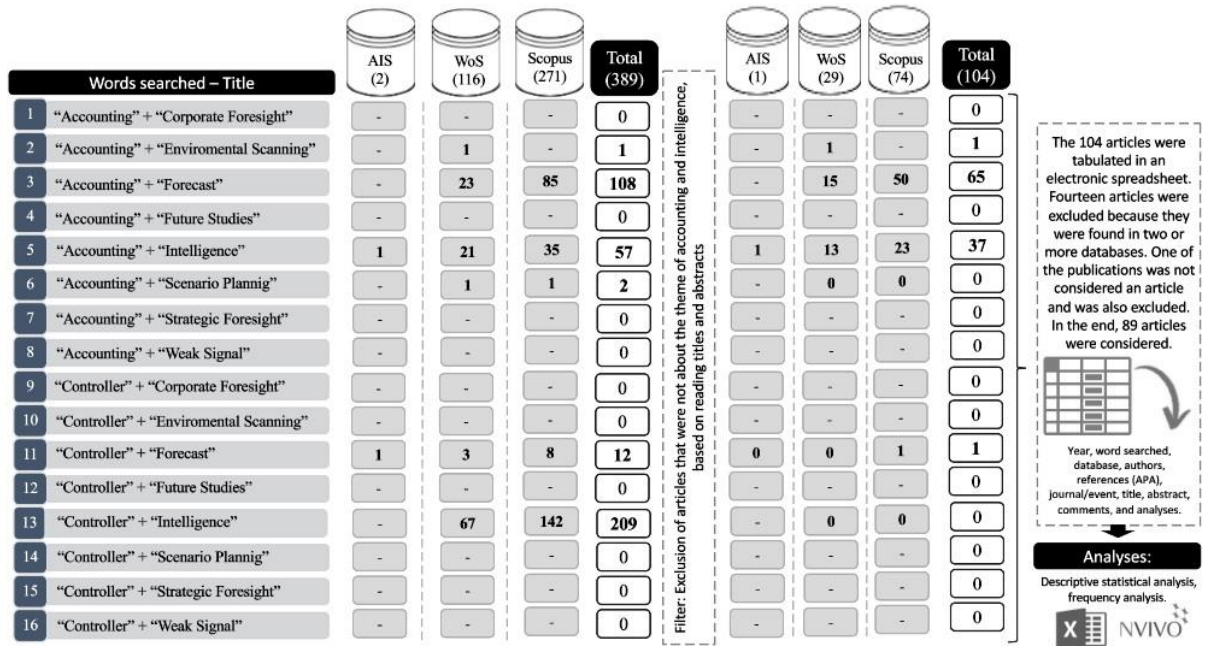 AIS (2) WoS (116) Scopus (271) Total (389) AIS (1) WoS (29) Scopus (74) Total (104)
Words searched – Title
1 “Accounting” + “Corporate Foresight” - - - 0 - - - 0
2 “Accounting” + “Enviromental Scanning” - 1 - 1 - 1 - 1
3 “Accounting” + “Forecast” - 23 85 108 - 15 50 65
4 “Accounting” + “Future Studies” - - - 0 - - - 0
5 “Accounting” + “Intelligence” 1 21 35 57 1 13 23 37
6 “Accounting” + “Scenario Plannig” - 1 1 2 - 0 0 0
7 “Accounting” + “Strategic Foresight” - - - 0 - - - 0
8 “Accounting” + “Weak Signal” - - - 0 - - - 0
9 “Controller” + “Corporate Foresight” - - - 0 - - - 0
10 “Controller” + “Enviromental Scanning” - - - 0 - - - 0
11 “Controller” + “Forecast” 1 3 8 12 0 0 1 1
12 “Controller” + “Future Studies” - - - 0 - - - 0
13 “Controller” + “Intelligence” - 67 142 209 - 0 0 0
14 “Controller” + “Scenario Plannig” - - - 0 - - - 0
15 “Controller” + “Strategic Foresight” - - - 0 - - - 0
16 “Controller” + “Weak Signal” - - - 0 - - - 0
Filter: Exclusion of articles that were not about the theme of accounting and intelligence,
based on reading titles and abstracts
The 104 articles were
tabulated in an
electronic spreadsheet.
Fourteen articles were
excluded because they
were found in two or
more databases. One of
the publications was not
considered an article
and was also excluded.
In the end, 89 articles
were considered.
Year, word searched,
database, authors,
references (APA),
journal/event, title, abstract,
comments, and analyses.
Analyses:
Descriptive statistical analysis,
frequency analysis.
X NVIVO